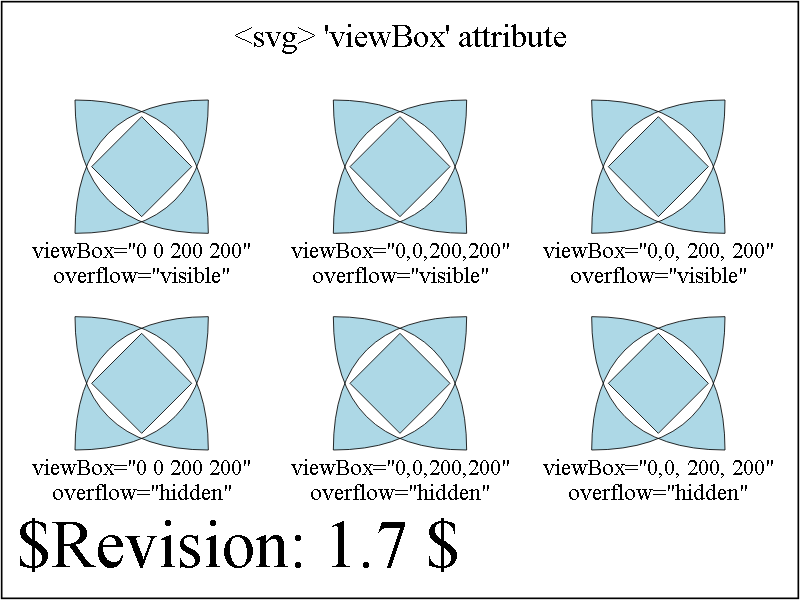 <svg> 'viewBox' attribute
viewBox="0 0 200 200" viewBox="0,0,200,200" viewBox="0,0, 200, 200"
overflow="visible" overflow="visible" overflow="visible"
viewBox="0 0 200 200" viewBox="0,0,200,200" viewBox="0,0, 200, 200"
overflow="hidden" overflow="hidden" overflow="hidden"
$Revision: 1.7 $